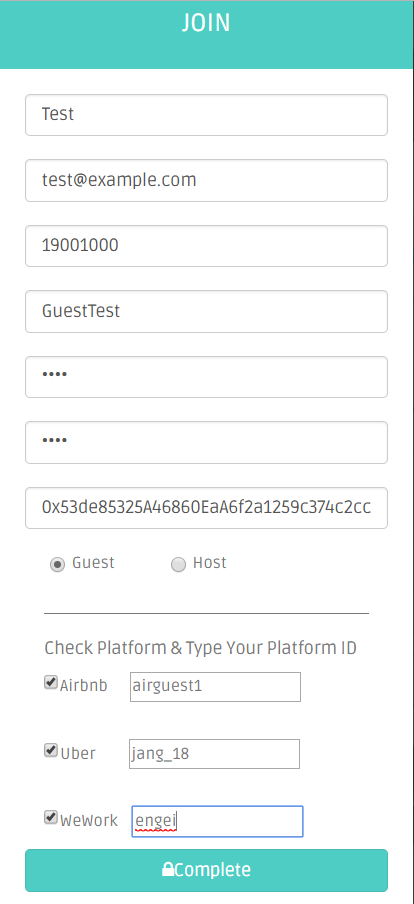 JOIN
Test
test@example.com
19001000
GuestTest
••••
••••
0x53de85325A46860EaA6f2a1259c374c2cc
Guest Host
Check Platform & Type Your Platform ID
Airbnb airguest1
Uber jang_18
WeWork engei
Complete